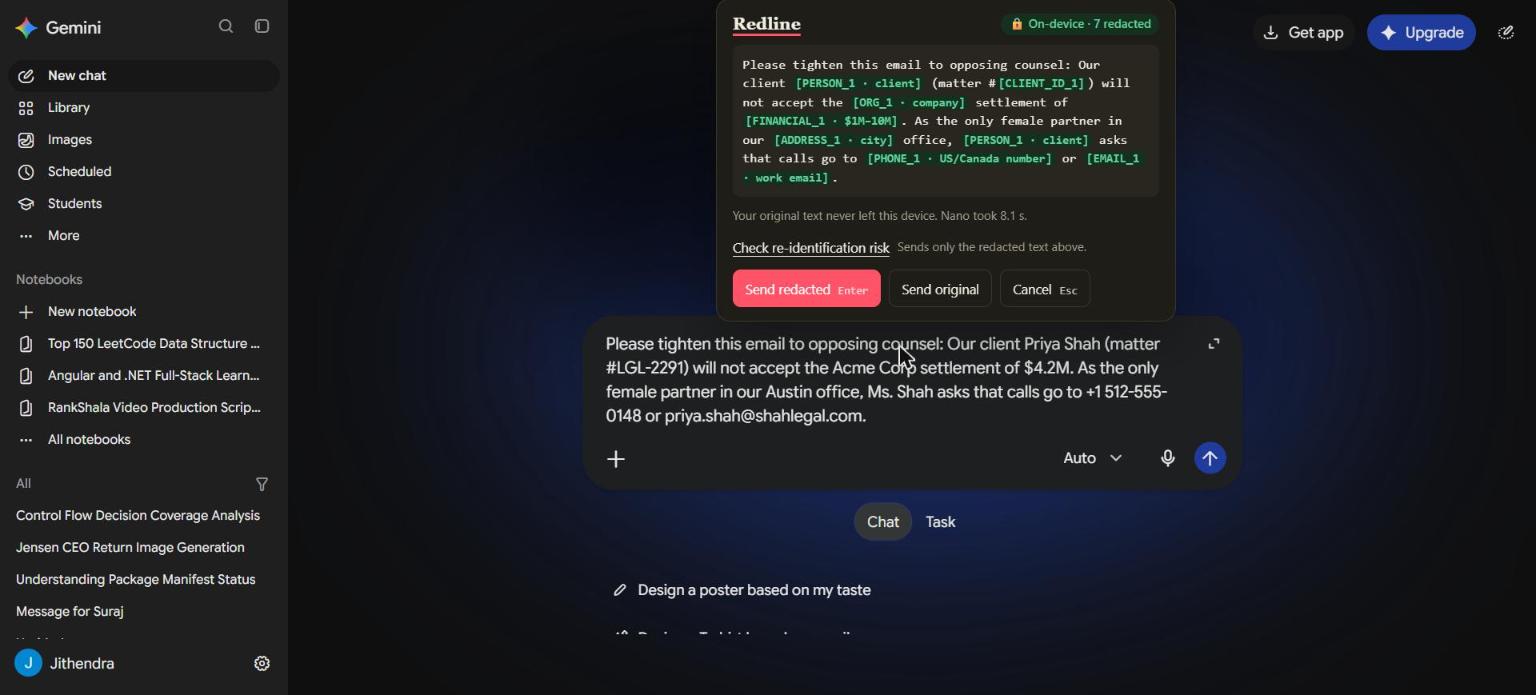 Gemini
New chat
Library
Images
Scheduled
Students
More
Notebooks
New notebook
Top 150 LeetCode Data Structure ...
Angular and .NET Full-Stack Learn...
RankShala Video Production Scrip...
All notebooks
All
Control Flow Decision Coverage Analysis
Jensen CEO Return Image Generation
Understanding Package Manifest Status
Message for Suraj
J Jithendra
Get app
Upgrade
Redline
On-device · 7 redacted
Please tighten this email to opposing counsel: Our
client [PERSON_1 · client] (matter #[CLIENT_ID_1]) will
not accept the [ORG_1 · company] settlement of
[FINANCIAL_1 · $1M–10M]. As the only female partner in
our [ADDRESS_1 · city] office, [PERSON_1 · client] asks
that calls go to [PHONE_1 · US/Canada number] or [EMAIL_1
· work email].
Your original text never left this device. Nano took 8.1 s.
Check re-identification risk Sends only the redacted text above.
Send redacted Enter Send original Cancel Esc
Please tighten this email to opposing counsel: Our client Priya Shah (matter
#LGL-2291) will not accept the Acme Corp settlement of $4.2M. As the only
female partner in our Austin office, Ms. Shah asks that calls go to +1 512-555-
0148 or priya.shah@shahlegal.com.
Auto
Chat Task
Design a poster based on my taste